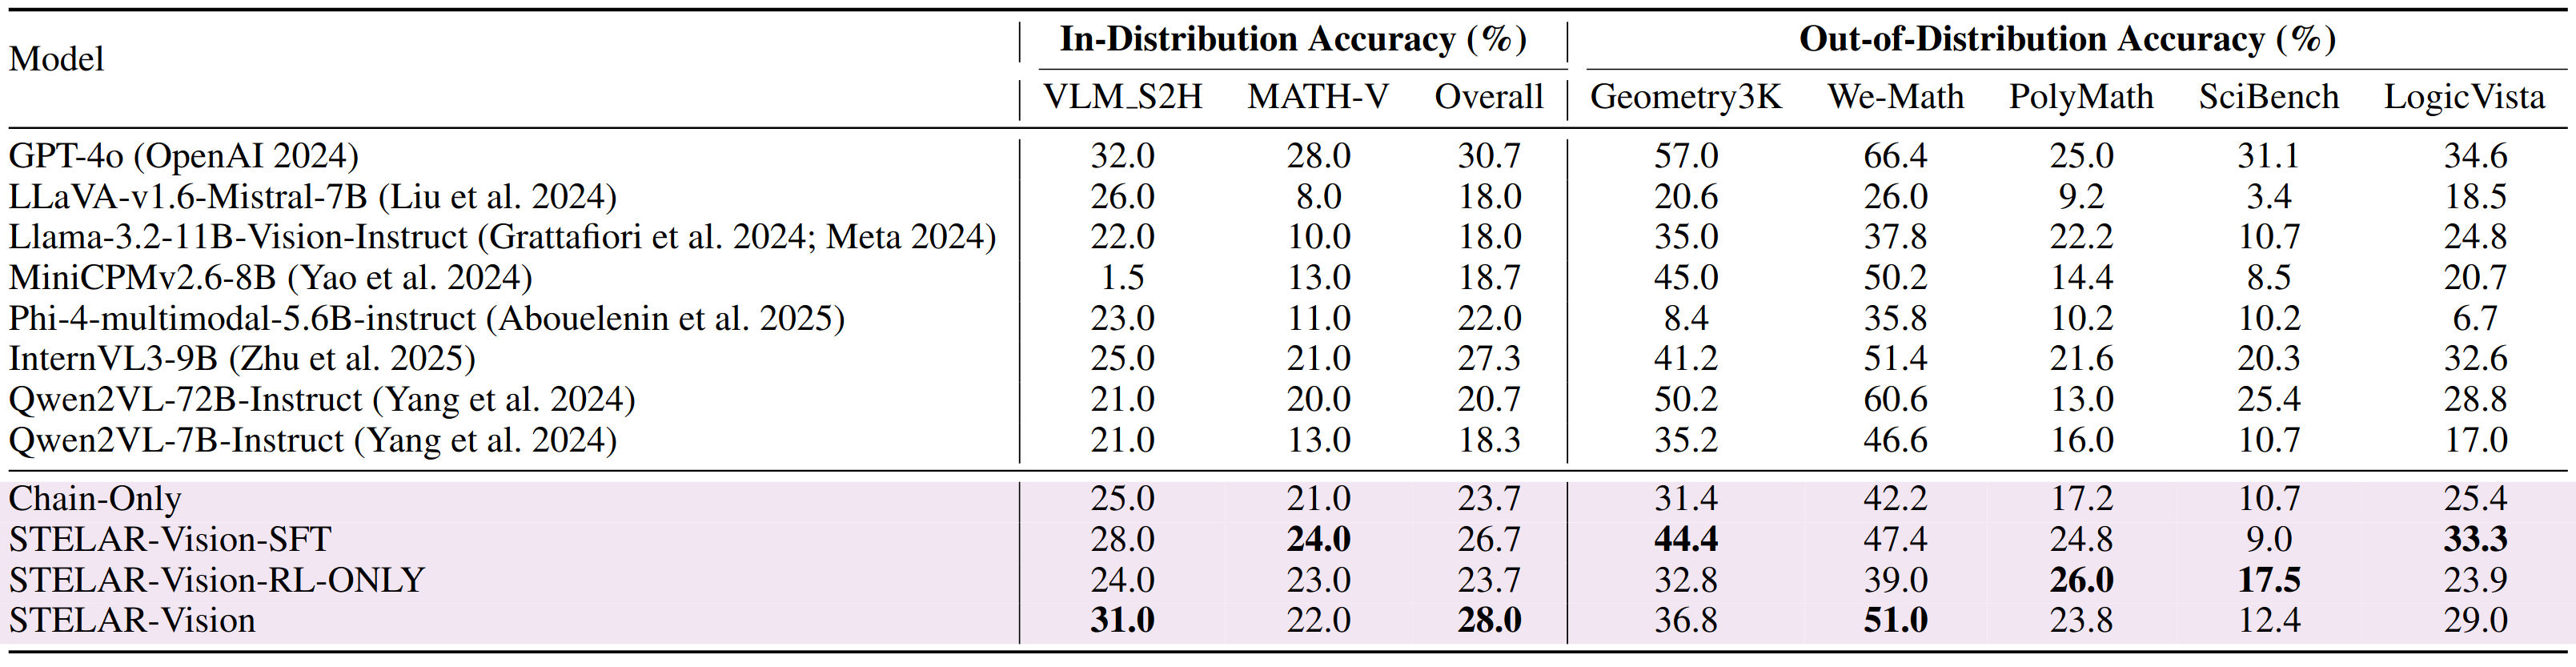 Model In-Distribution Accuracy (%) Out-of-Distribution Accuracy (%)
VLM_S2H MATH-V Overall Geometry3K We-Math PolyMath SciBench LogicVista
GPT-4o (OpenAI 2024) 32.0 28.0 30.7 57.0 66.4 25.0 31.1 34.6
LLaVA-v1.6-Mistral-7B (Liu et al. 2024) 26.0 8.0 18.0 20.6 26.0 9.2 3.4 18.5
Llama-3.2-11B-Vision-Instruct (Grattafiori et al. 2024; Meta 2024) 22.0 10.0 18.0 35.0 37.8 22.2 10.7 24.8
MiniCPMv2.6-8B (Yao et al. 2024) 1.5 13.0 18.7 45.0 50.2 14.4 8.5 20.7
Phi-4-multimodal-5.6B-instruct (Abouelenin et al. 2025) 23.0 11.0 22.0 8.4 35.8 10.2 10.2 6.7
InternVL3-9B (Zhu et al. 2025) 25.0 21.0 27.3 41.2 51.4 21.6 20.3 32.6
Qwen2VL-72B-Instruct (Yang et al. 2024) 21.0 20.0 20.7 50.2 60.6 13.0 25.4 28.8
Qwen2VL-7B-Instruct (Yang et al. 2024) 21.0 13.0 18.3 35.2 46.6 16.0 10.7 17.0
Chain-Only 25.0 21.0 23.7 31.4 42.2 17.2 10.7 25.4
STELAR-Vision-SFT 28.0 24.0 26.7 44.4 47.4 24.8 9.0 33.3
STELAR-Vision-RL-ONLY 24.0 23.0 23.7 32.8 39.0 26.0 17.5 23.9
STELAR-Vision 31.0 22.0 28.0 36.8 51.0 23.8 12.4 29.0